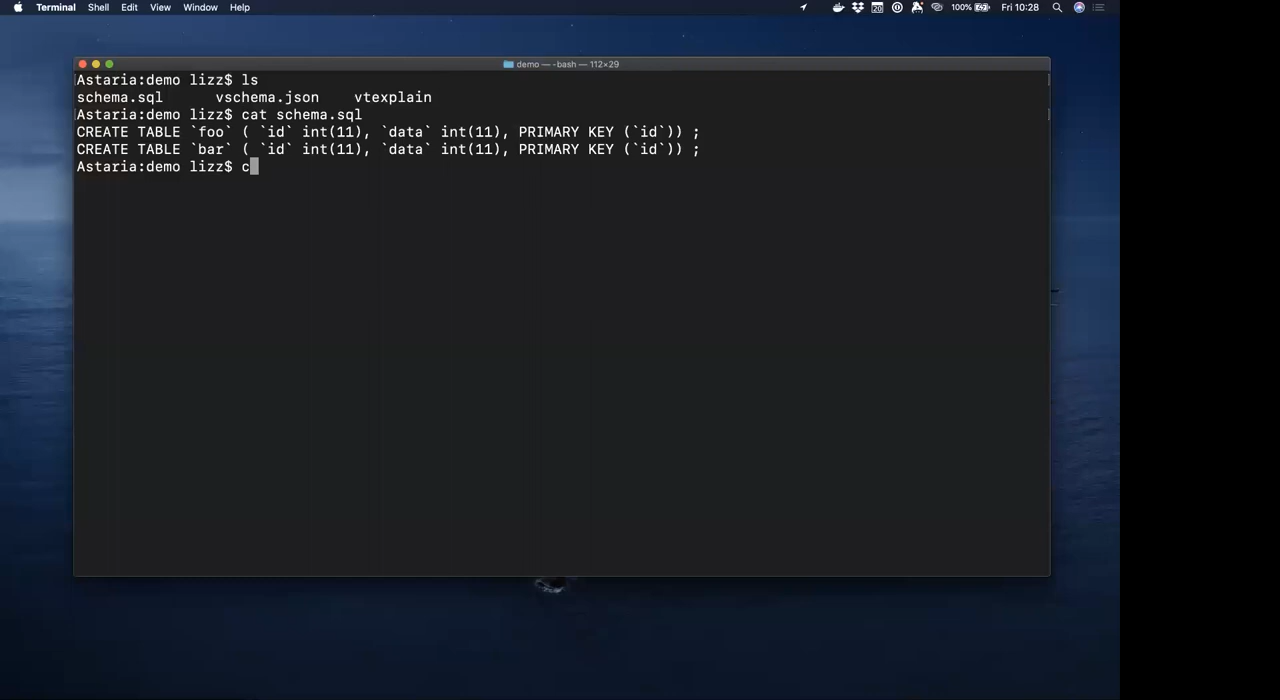 Terminal Shell Edit View Window Help 20 100% Fri 10:28
demo — -bash — 112×29
Astaria:demo lizz$ ls
schema.sql vschema.json vtexplain
Astaria:demo lizz$ cat schema.sql
CREATE TABLE `foo` ( `id` int(11), `data` int(11), PRIMARY KEY (`id`)) ;
CREATE TABLE `bar` ( `id` int(11), `data` int(11), PRIMARY KEY (`id`)) ;
Astaria:demo lizz$ c